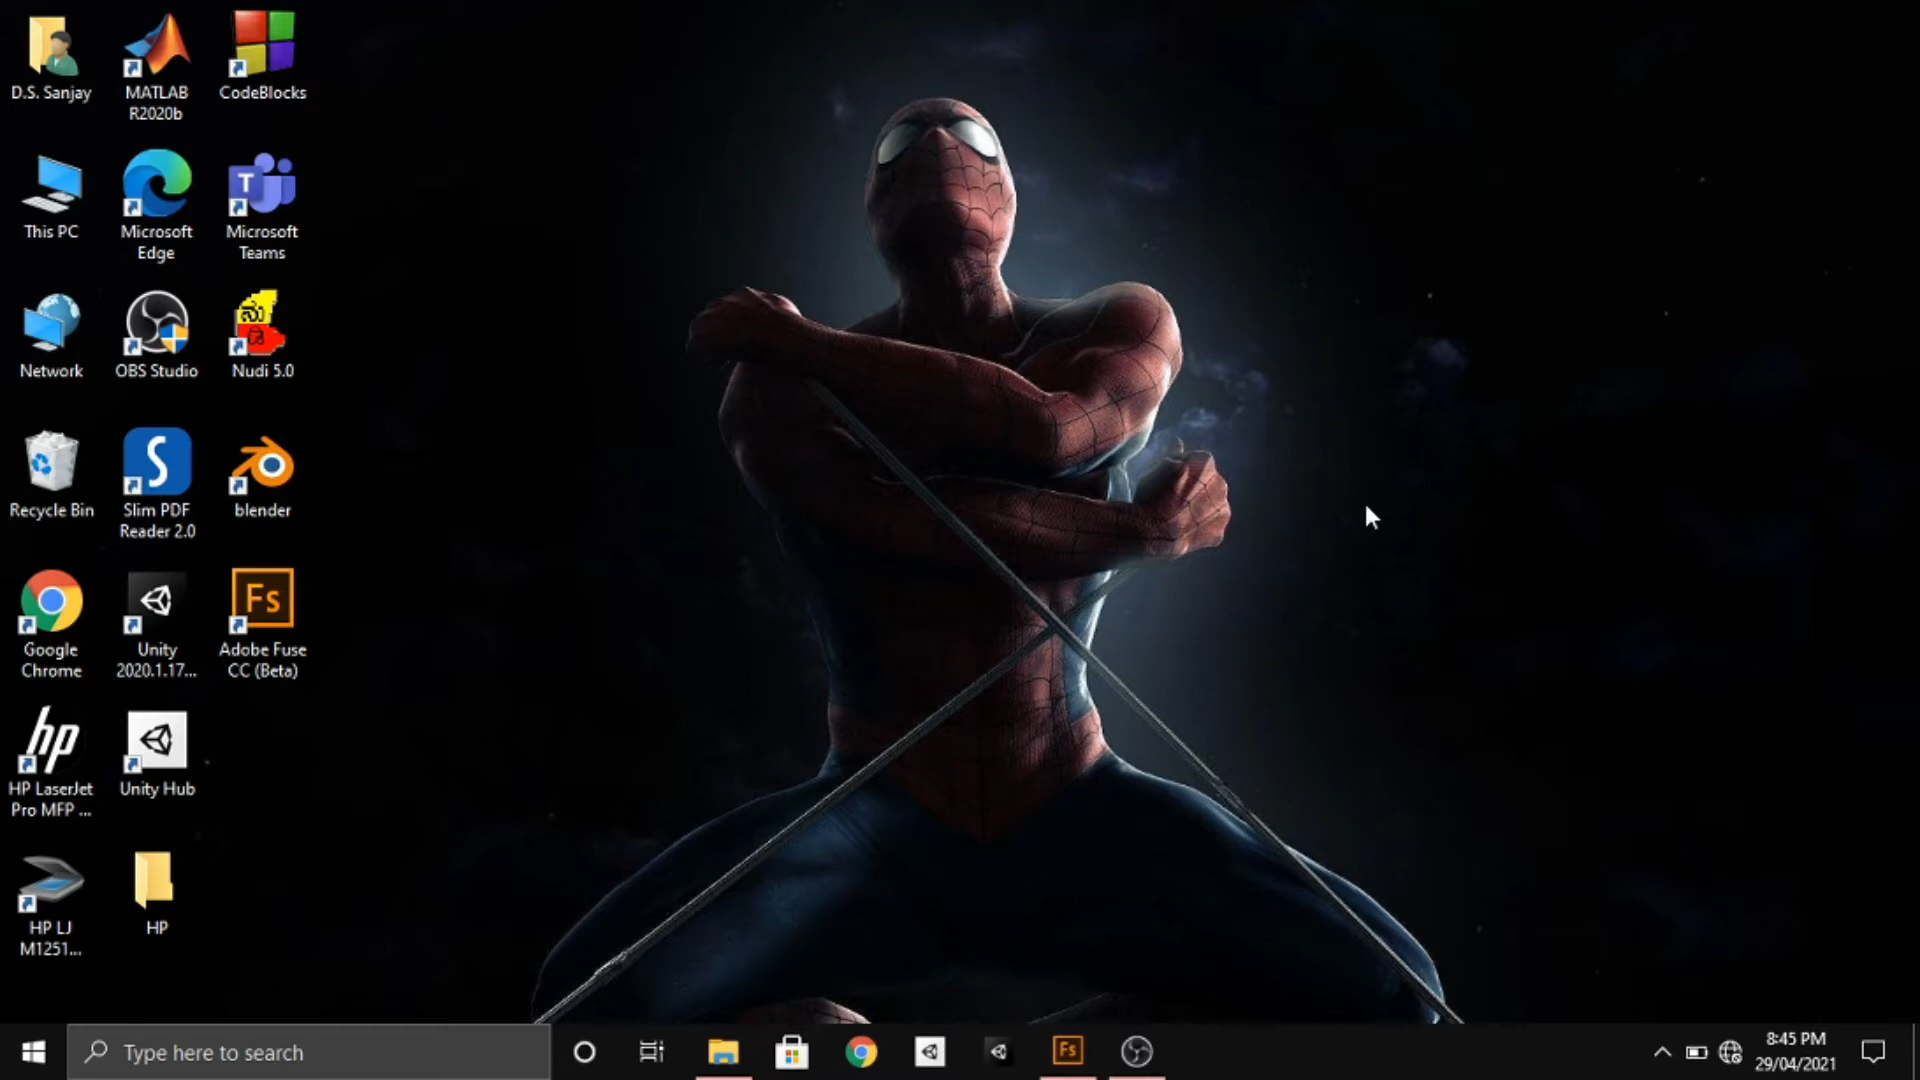 D.S. Sanjay
MATLAB
R2020b
CodeBlocks
This PC
Microsoft
Edge
T
Microsoft
Teams
Network
OBS Studio
ನು
Nudi 5.0
Recycle Bin
S
Slim PDF
Reader 2.0
blender
Google
Chrome
Unity
2020.1.17...
Fs
Adobe Fuse
CC (Beta)
hp
HP LaserJet
Pro MFP ...
Unity Hub
HP LJ
M1251...
HP
Type here to search
Fs
8:45 PM
29/04/2021